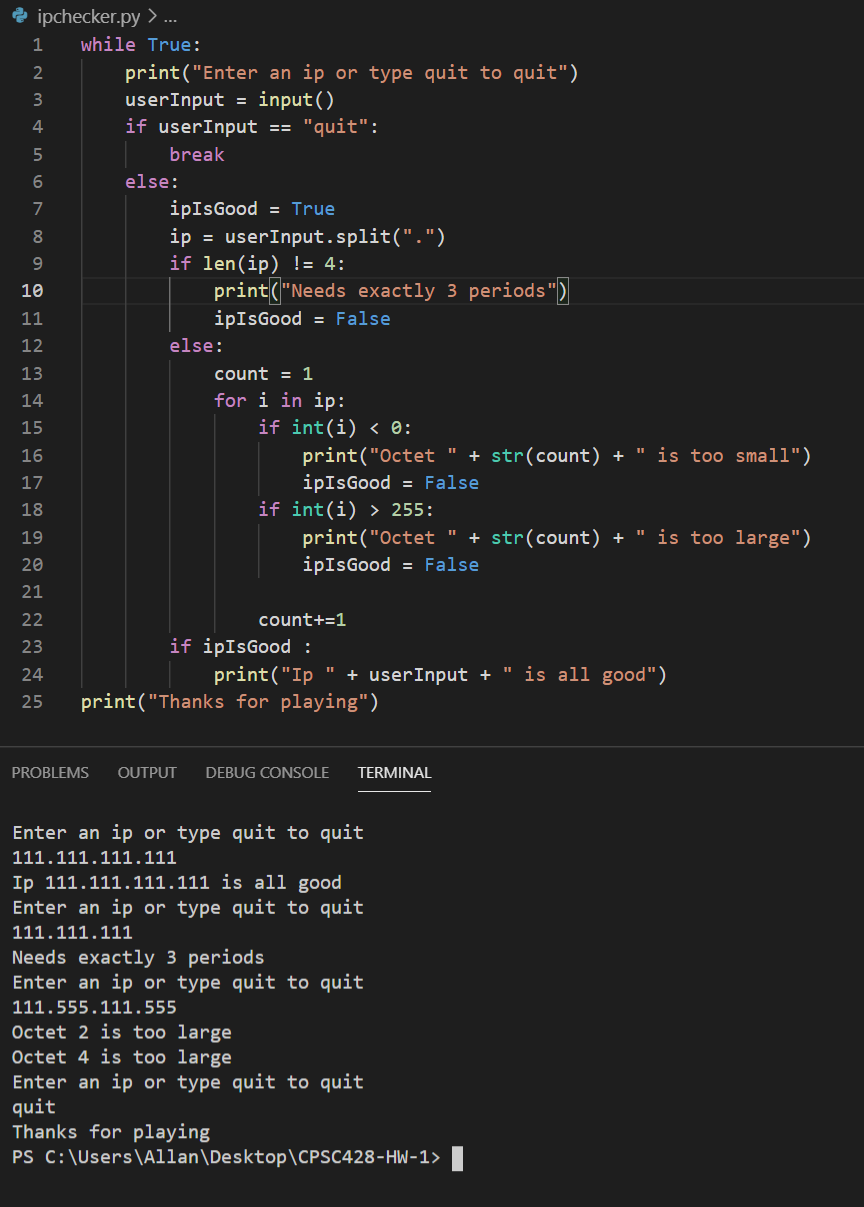 ipchecker.py > ...
1 while True:
2     print("Enter an ip or type quit to quit")
3     userInput = input()
4     if userInput == "quit":
5         break
6     else:
7         ipIsGood = True
8         ip = userInput.split(".")
9         if len(ip) != 4:
10             print("Needs exactly 3 periods")
11             ipIsGood = False
12         else:
13             count = 1
14             for i in ip:
15                 if int(i) < 0:
16                     print("Octet " + str(count) + " is too small")
17                     ipIsGood = False
18                 if int(i) > 255:
19                     print("Octet " + str(count) + " is too large")
20                     ipIsGood = False
21
22                 count+=1
23         if ipIsGood :
24             print("Ip " + userInput + " is all good")
25 print("Thanks for playing")
PROBLEMS OUTPUT DEBUG CONSOLE TERMINAL
Enter an ip or type quit to quit
111.111.111.111
Ip 111.111.111.111 is all good
Enter an ip or type quit to quit
111.111.111
Needs exactly 3 periods
Enter an ip or type quit to quit
111.555.111.555
Octet 2 is too large
Octet 4 is too large
Enter an ip or type quit to quit
quit
Thanks for playing
PS C:\Users\Allan\Desktop\CPSC428-HW-1>